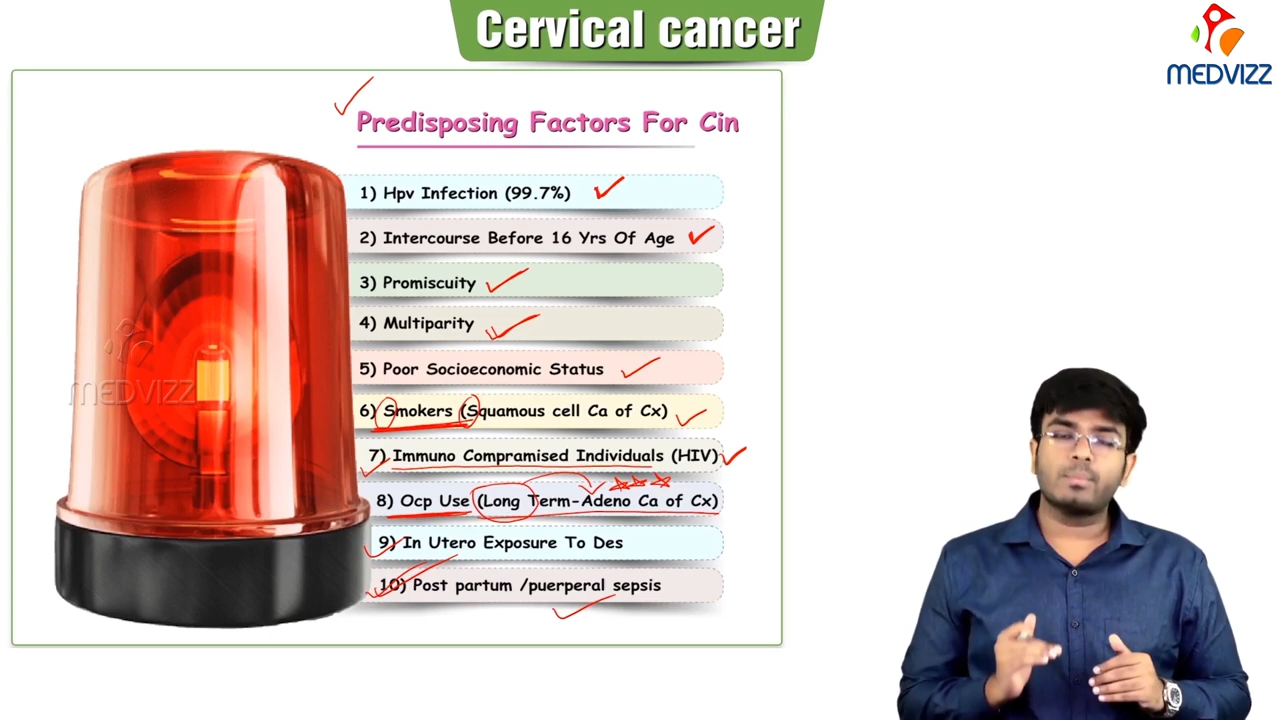 Cervical cancer
MEDVIZZ
Predisposing Factors For Cin
1) Hpv Infection (99.7%)
2) Intercourse Before 16 Yrs Of Age
3) Promiscuity
4) Multiparity
5) Poor Socioeconomic Status
MEDVIZZ
6) Smokers (Squamous cell Ca of Cx)
7) Immuno Compramised Individuals (HIV)
8) Ocp Use (Long Term-Adeno Ca of Cx)
9) In Utero Exposure To Des
10) Post partum /puerperal sepsis